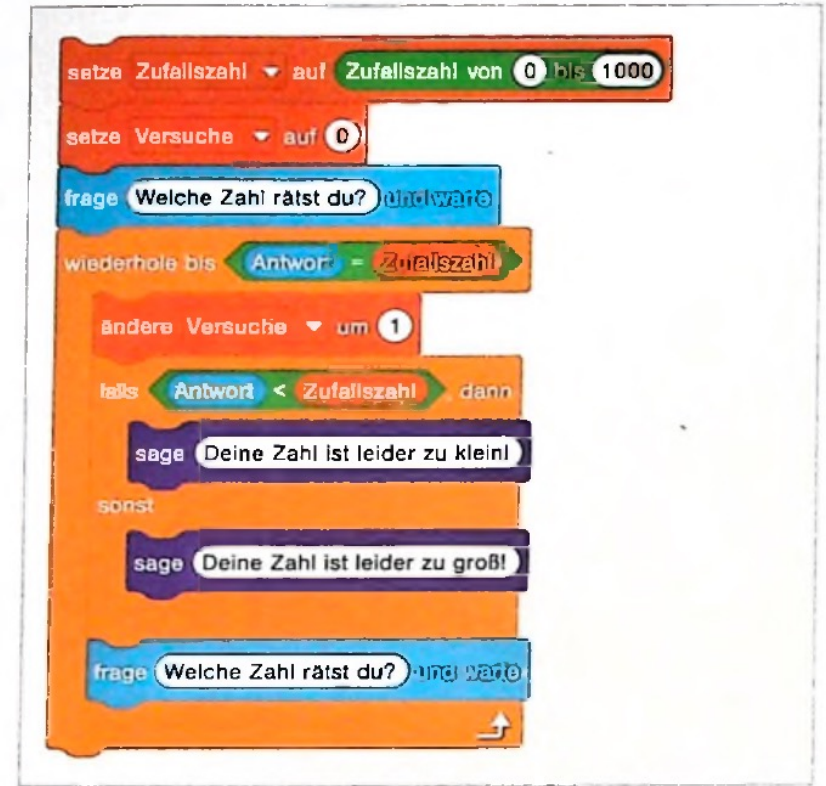 setze Zufallszahl auf Zufallszahl von 0 bis 1000
setze Versuche auf 0
frage Welche Zahl rätst du? und warte
wiederhole bis Antwort = Zufallszahl
ändere Versuche um 1
falls Antwort < Zufallszahl , dann
sage Deine Zahl ist leider zu klein!
sonst
sage Deine Zahl ist leider zu groß!
frage Welche Zahl rätst du? und warte